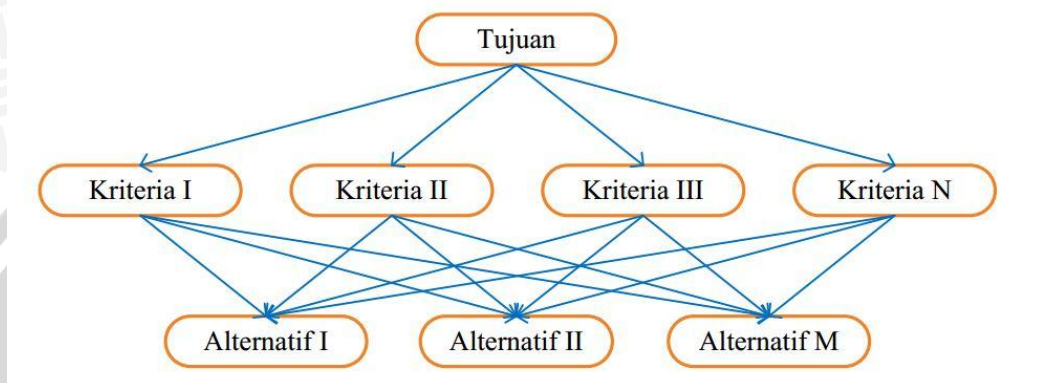 Tujuan
Kriteria I
Kriteria II
Kriteria III
Kriteria N
Alternatif I
Alternatif II
Alternatif M